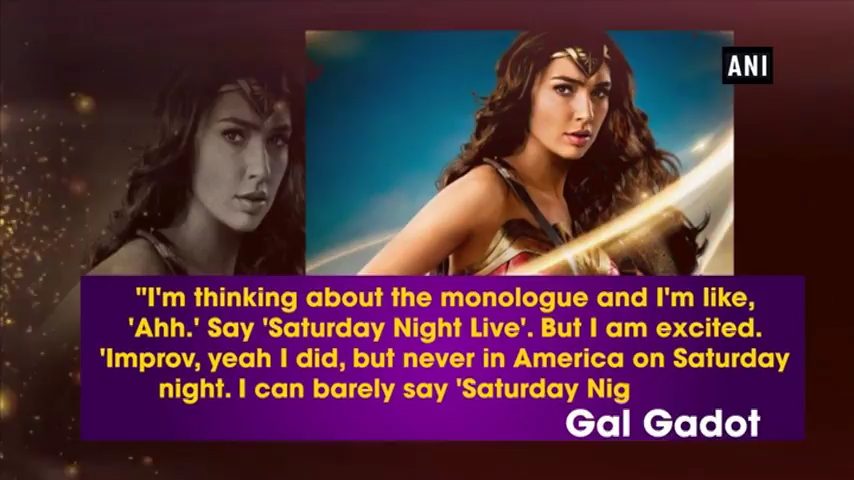 ANI
"I'm thinking about the monologue and I'm like,
'Ahh.' Say 'Saturday Night Live'. But I am excited.
'Improv, yeah I did, but never in America on Saturday
night. I can barely say 'Saturday Nig
Gal Gadot